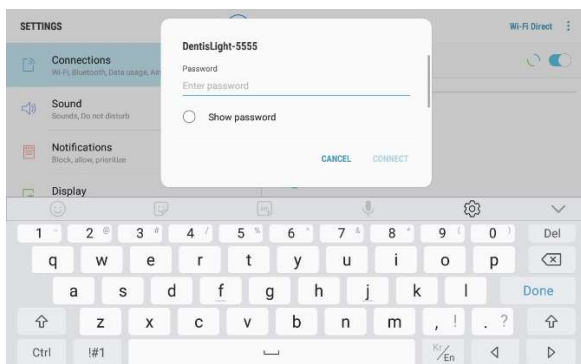 SETTINGS
Wi-Fi Direct
Connections
Wi-Fi, Bluetooth, Data usage, Air
Sound
Sounds, Do not disturb
Notifications
Block, allow, prioritize
Display
DentisLight-5555
Password
Enter password
Show password
CANCEL CONNECT
1 - 2 @ 3 # 4 / 5 % 6 ^ 7 & 8 * 9 ( 0 ) Del
q w e r t y u i o p
a s d f g h j k l Done
z x c v b n m , ! . ?
Ctrl !#1 Kr/En